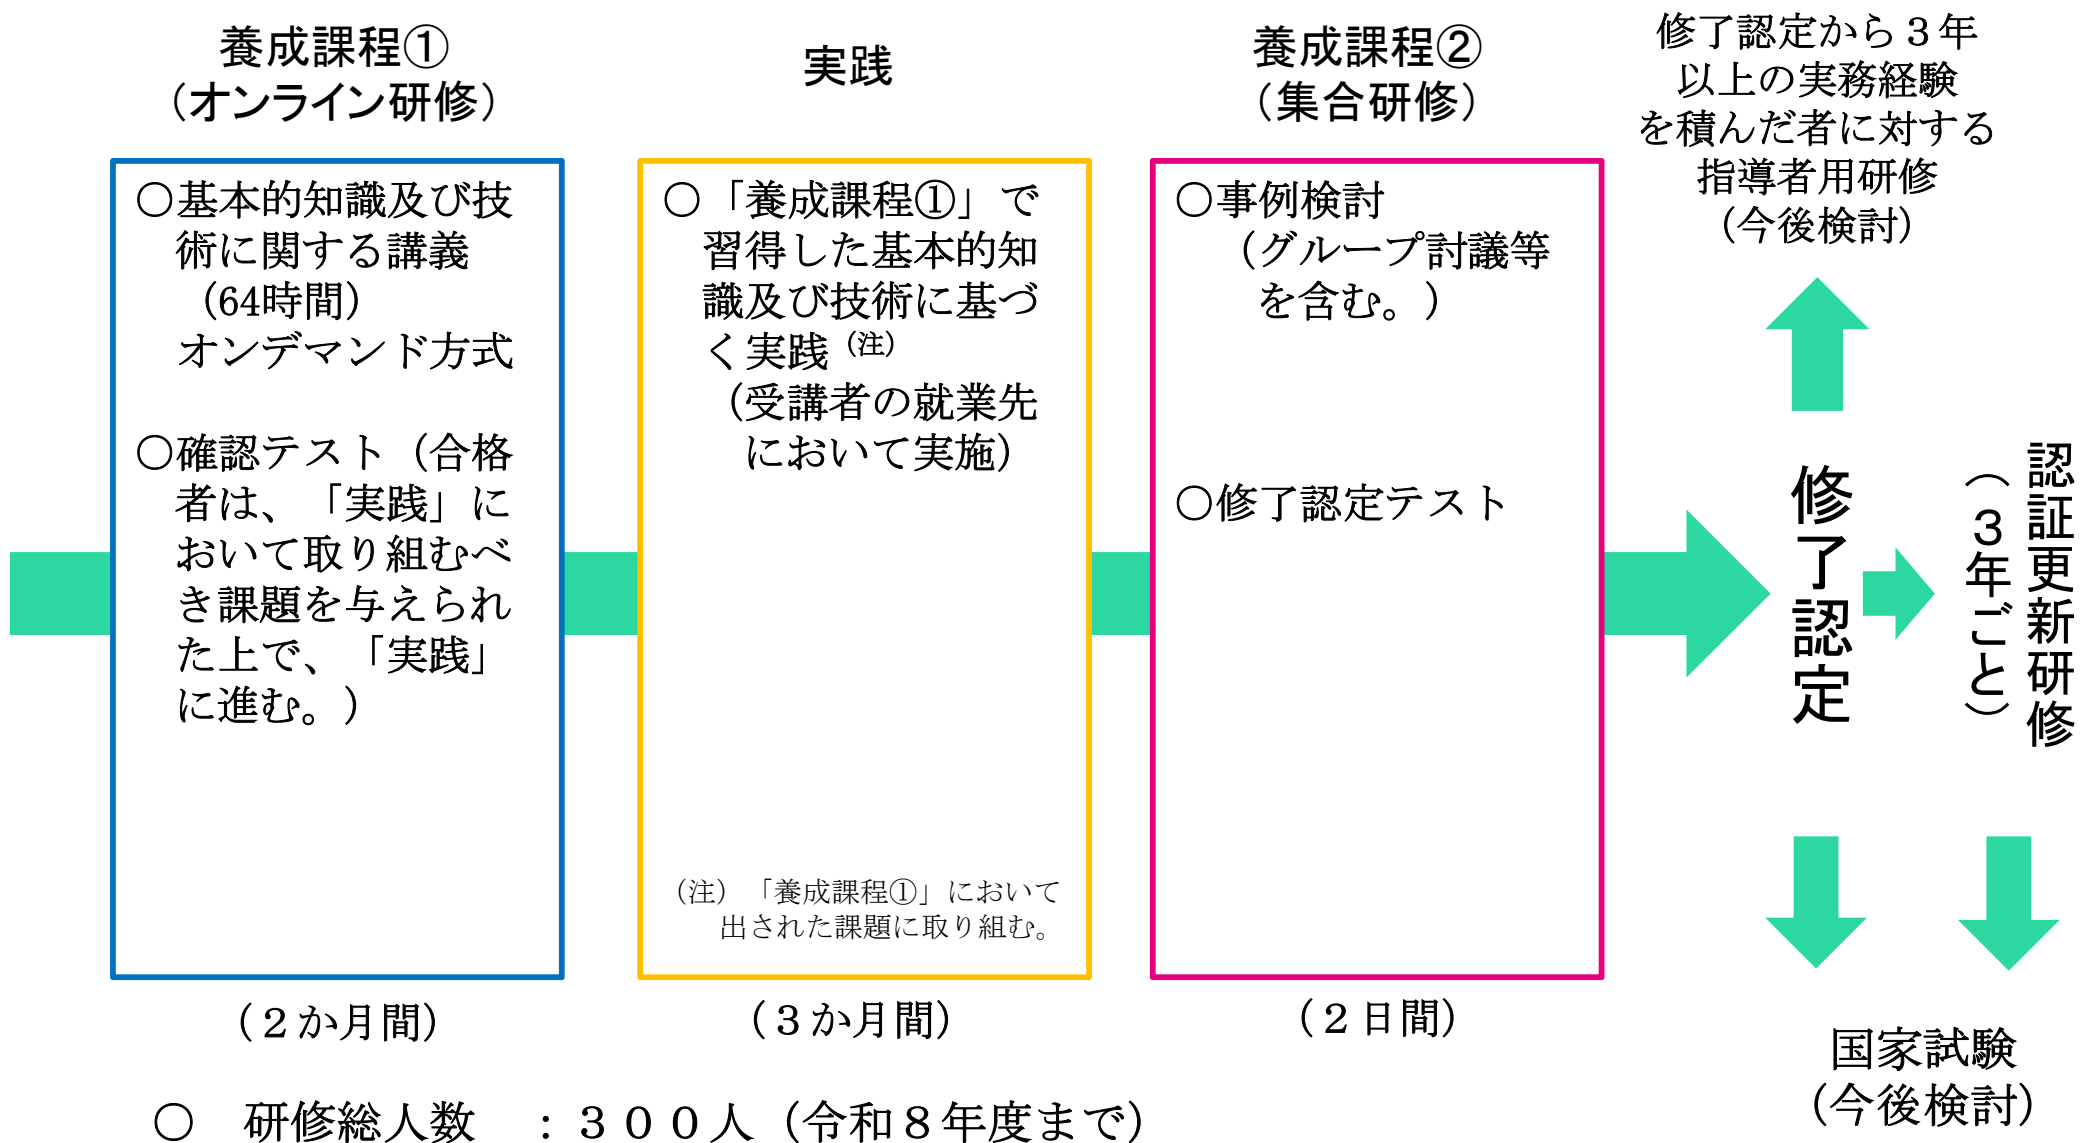 養成課程①
（オンライン研修）
○基本的知識及び技
術に関する講義
（64時間）
オンデマンド方式
○確認テスト（合格
者は、「実践」に
おいて取り組むべ
き課題を与えられ
た上で、「実践」
に進む。）
（２か月間）
実践
○「養成課程①」で
習得した基本的知
識及び技術に基づ
く実践（注）
（受講者の就業先
において実施）
（注）「養成課程①」において
出された課題に取り組む。
（３か月間）
養成課程②
（集合研修）
○事例検討
（グループ討議等
を含む。）
○修了認定テスト
（２日間）
修了認定から３年
以上の実務経験
を積んだ者に対する
指導者用研修
（今後検討）
修了認定
認証更新研修
（３年ごと）
国家試験
（今後検討）
○　研修総人数　：３００人（令和８年度まで）